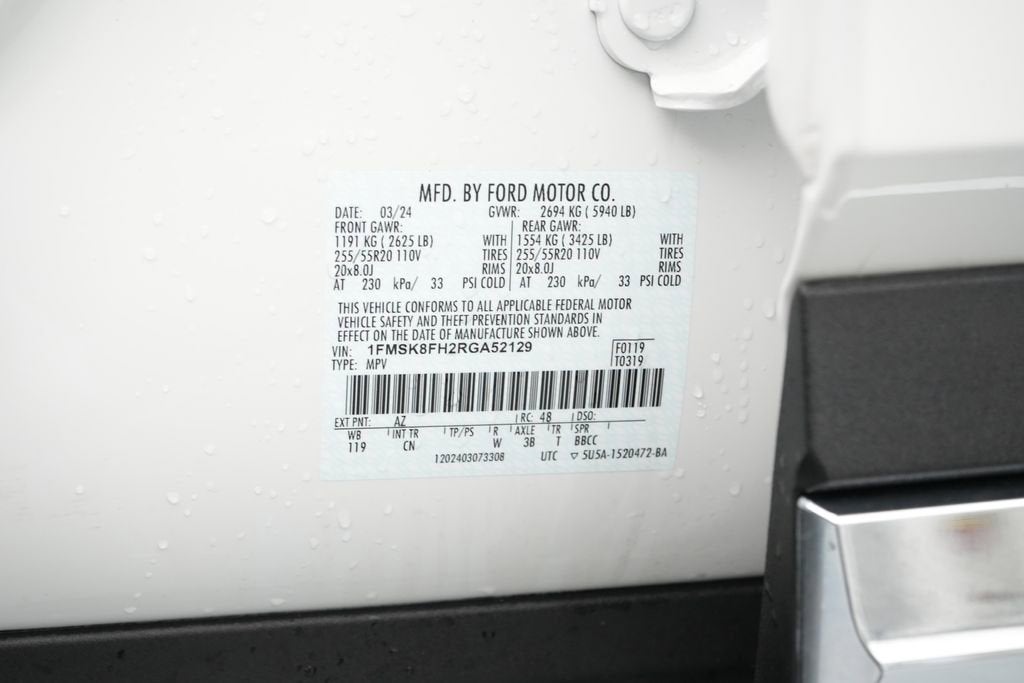 MFD. BY FORD MOTOR CO.
DATE: 03/24 GVWR: 2694 KG ( 5940 LB)
FRONT GAWR: REAR GAWR:
1191 KG ( 2625 LB) WITH 1554 KG ( 3425 LB) WITH
255/55R20 110V TIRES 255/55R20 110V TIRES
20x8.0J RIMS 20x8.0J RIMS
AT 230 kPa/ 33 PSI COLD AT 230 kPa/ 33 PSI COLD
THIS VEHICLE CONFORMS TO ALL APPLICABLE FEDERAL MOTOR
VEHICLE SAFETY AND THEFT PREVENTION STANDARDS IN
EFFECT ON THE DATE OF MANUFACTURE SHOWN ABOVE.
VIN: 1FMSK8FH2RGA52129 F0119
TYPE: MPV T0319
EXT PNT: AZ RC: 48 DSO:
WB INT TR TP/PS R AXLE TR SPR
119 CN W 3B T BBCC
1202403073308 UTC ▽ 5U5A-1520472-BA